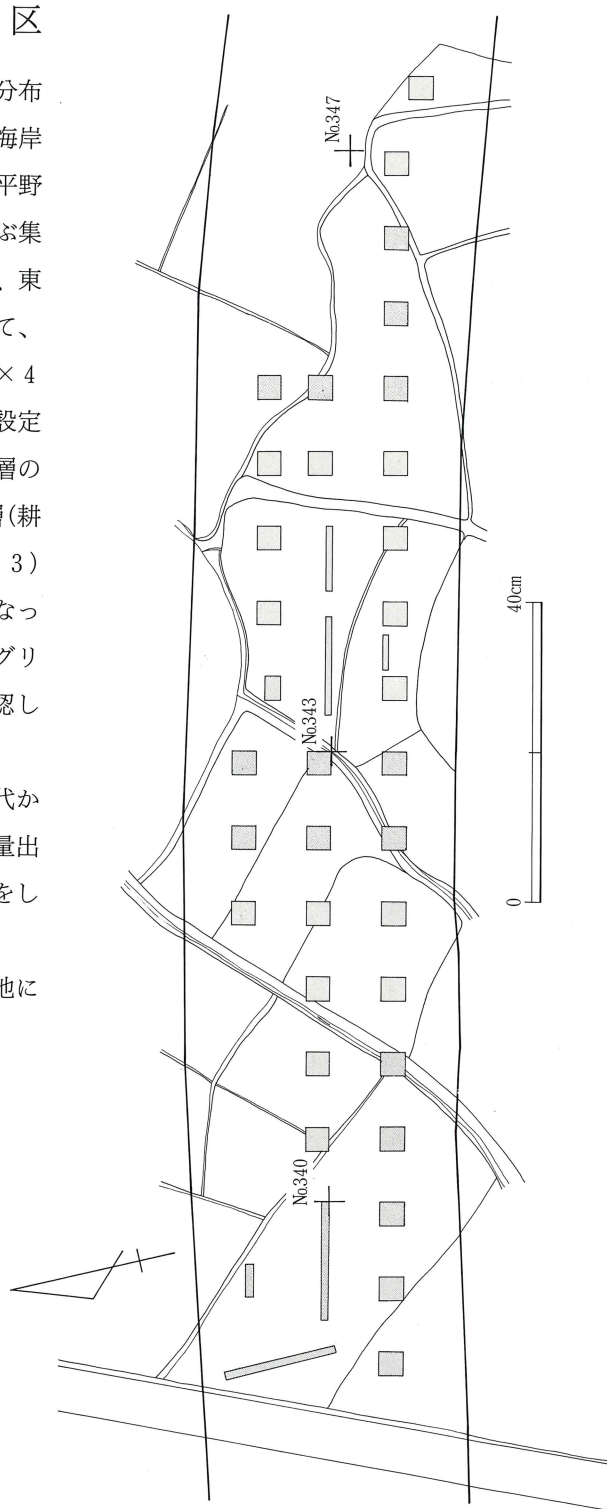 区
分布
海岸
平野
ぶ集
、東
て、
×4
設定
層の
層(耕
3)
なっ
グリ
認し
代か
量出
をし
地に
No.347
No.343
No.340
40cm
0